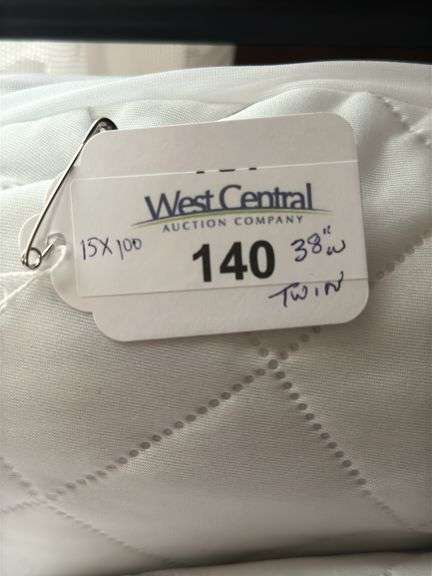 West Central
AUCTION COMPANY
15X100
140
38" W
TWIN